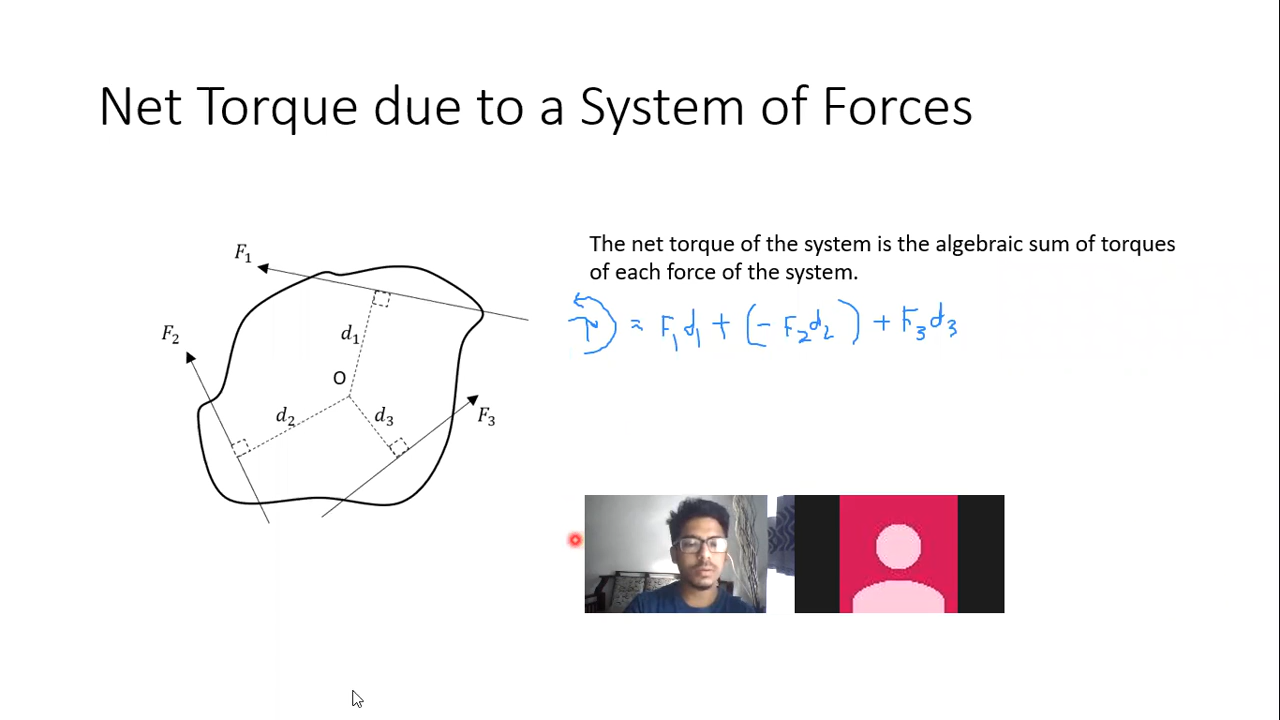 Net Torque due to a System of Forces
The net torque of the system is the algebraic sum of torques
of each force of the system.
τ = F₁d₁ + (- F₂d₂) + F₃d₃
F₁
F₂
d₁
O
d₂
d₃
F₃